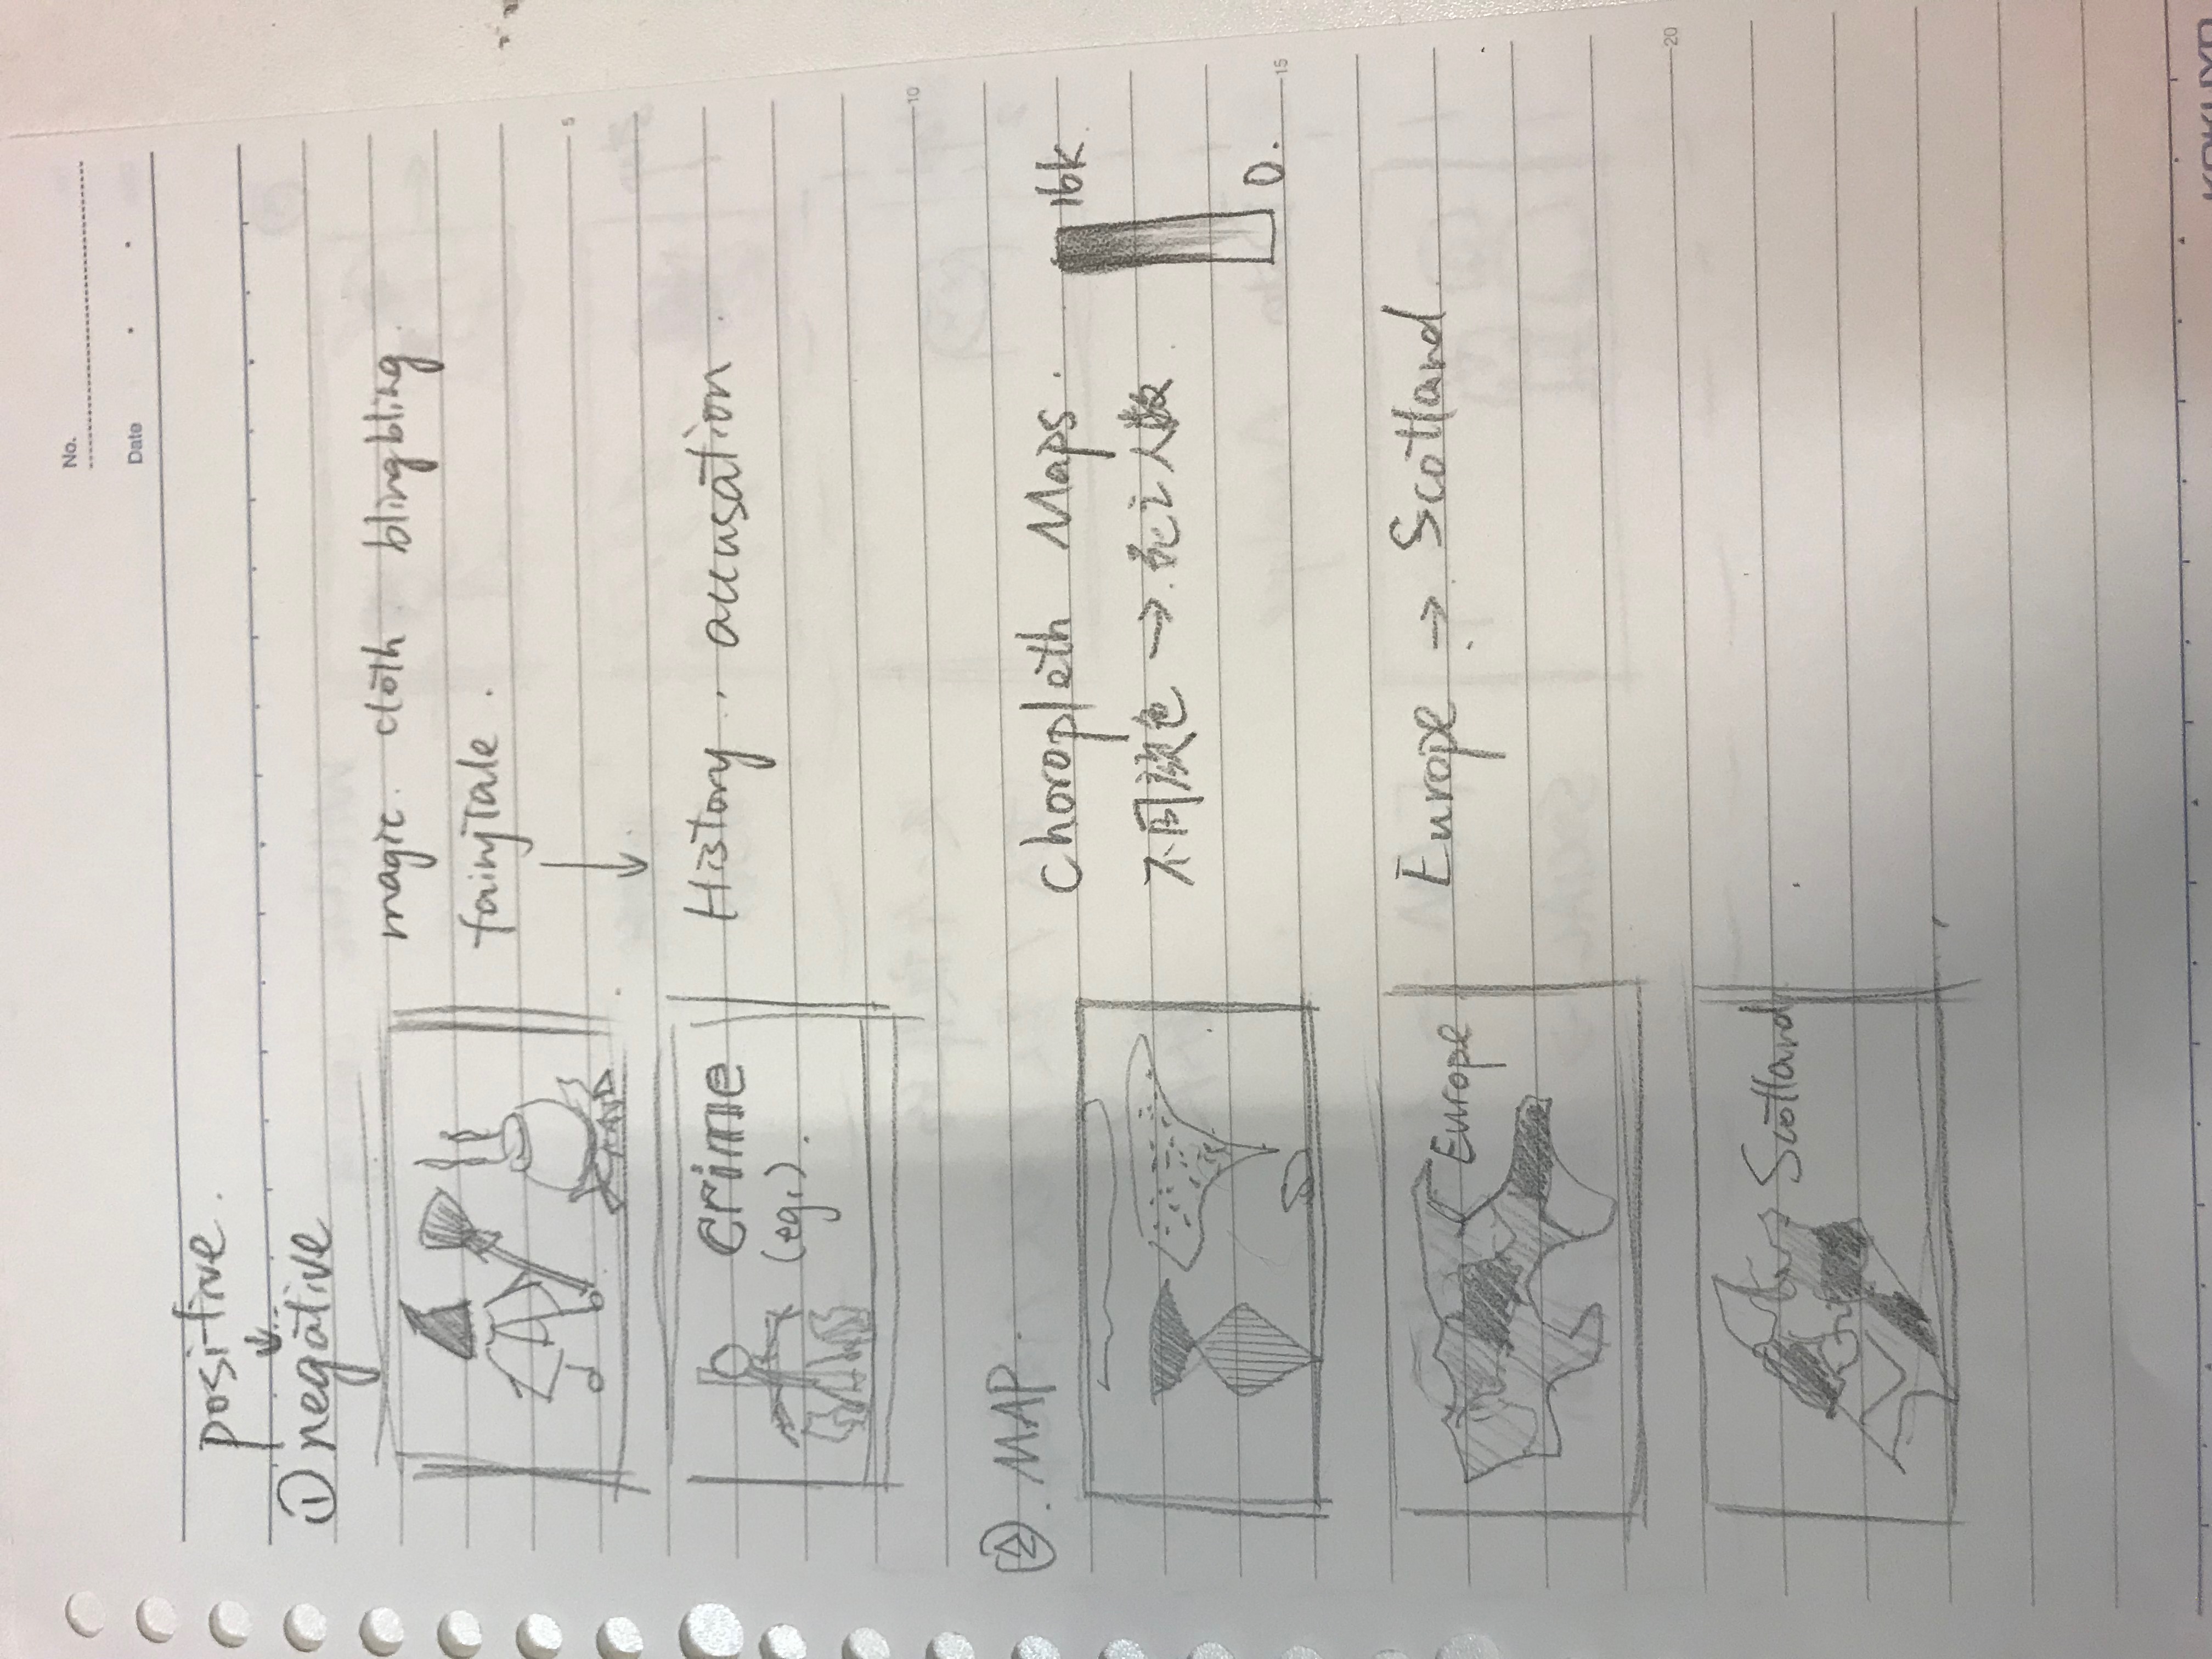 No.
Date
positive.
↓
① negative
magic. cloth. blingbling.
fairytale.
↓
crime
(eg.).
History. accusation.
②. MAP.
Choropleth Maps.
16k
不同颜色 → 死亡人数
0.
Europe
Europe → Scotland
Scotland
5
10
15
20
KOKUYO